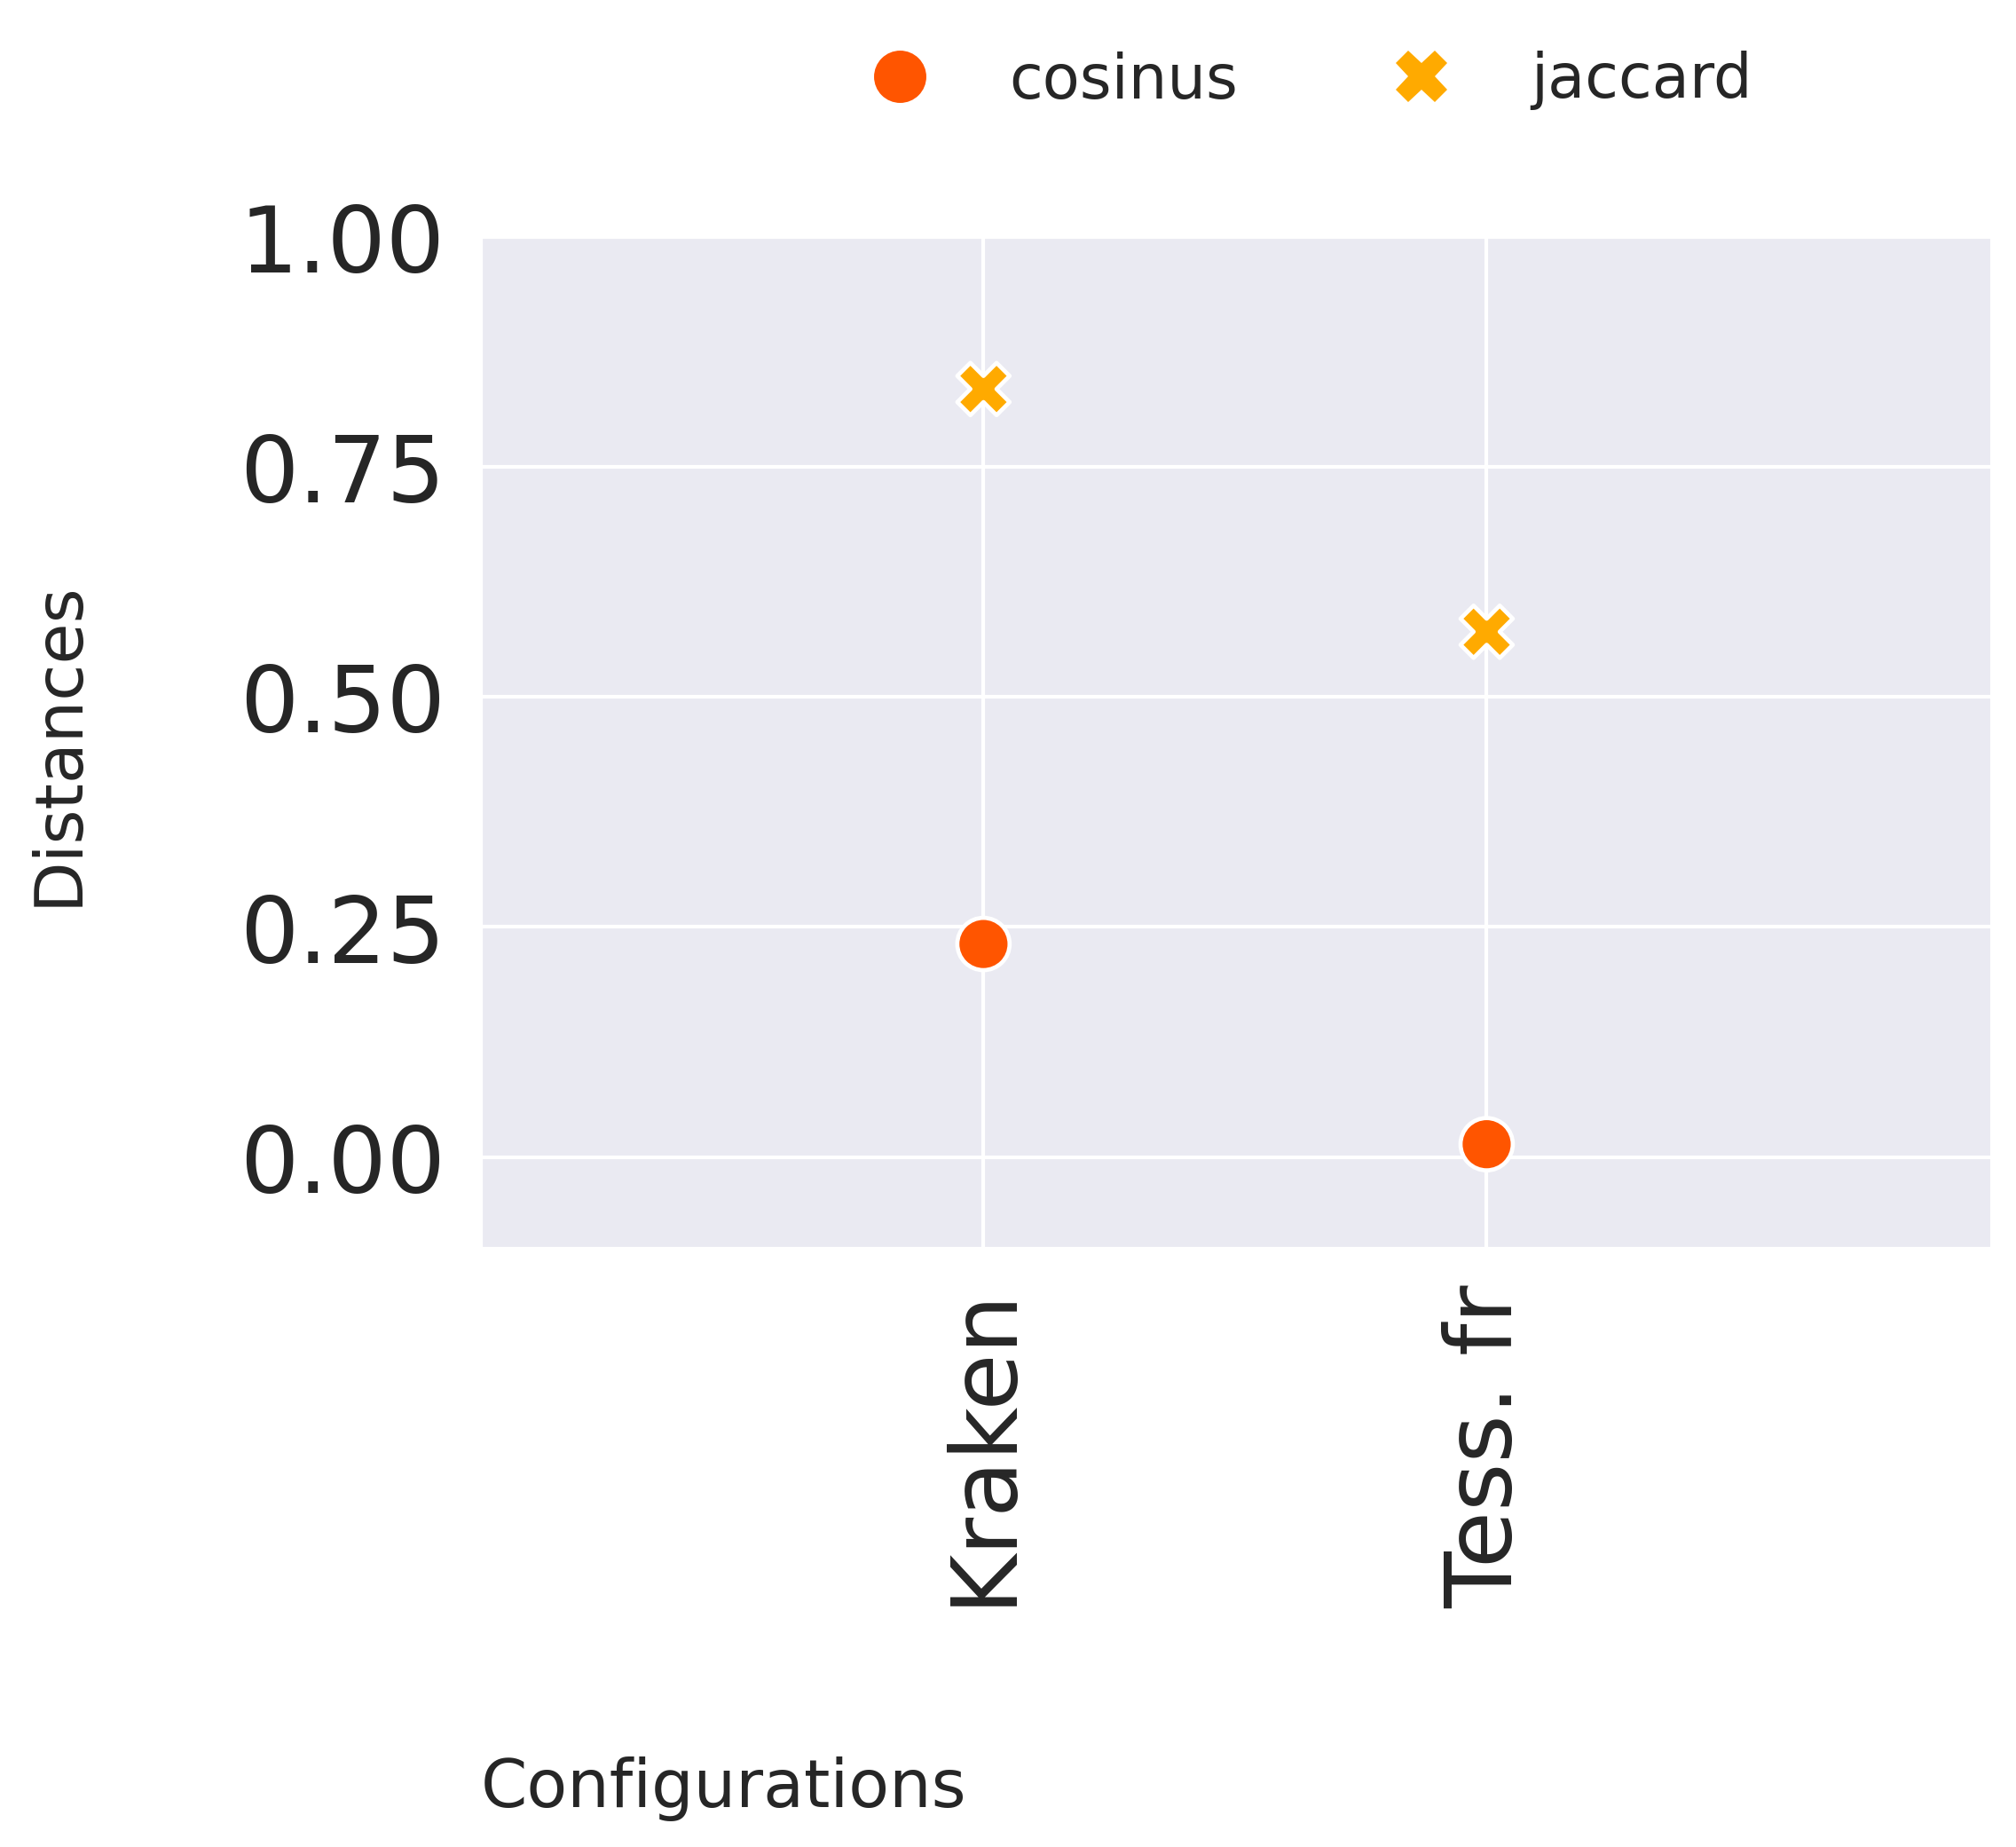 cosinus jaccard
1.00
0.75
0.50
0.25
0.00
Distances
Kraken
Tess. fr
Configurations